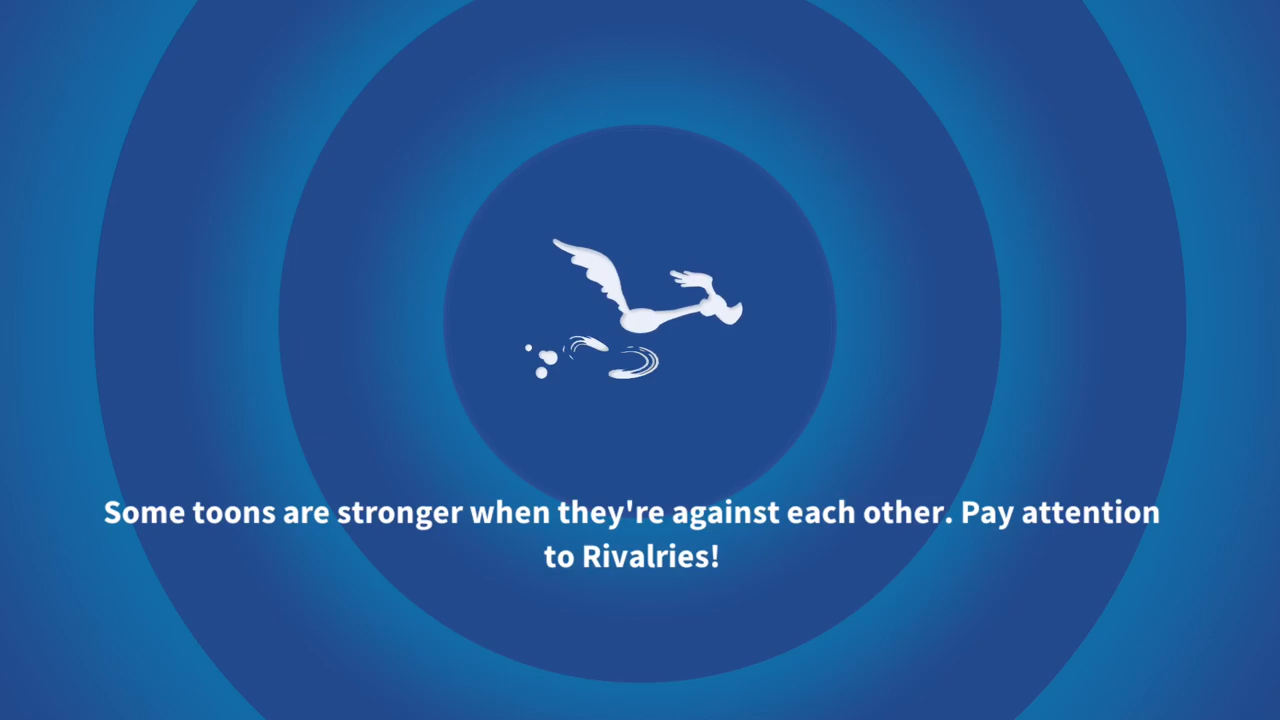 Some toons are stronger when they're against each other. Pay attention
to Rivalries!